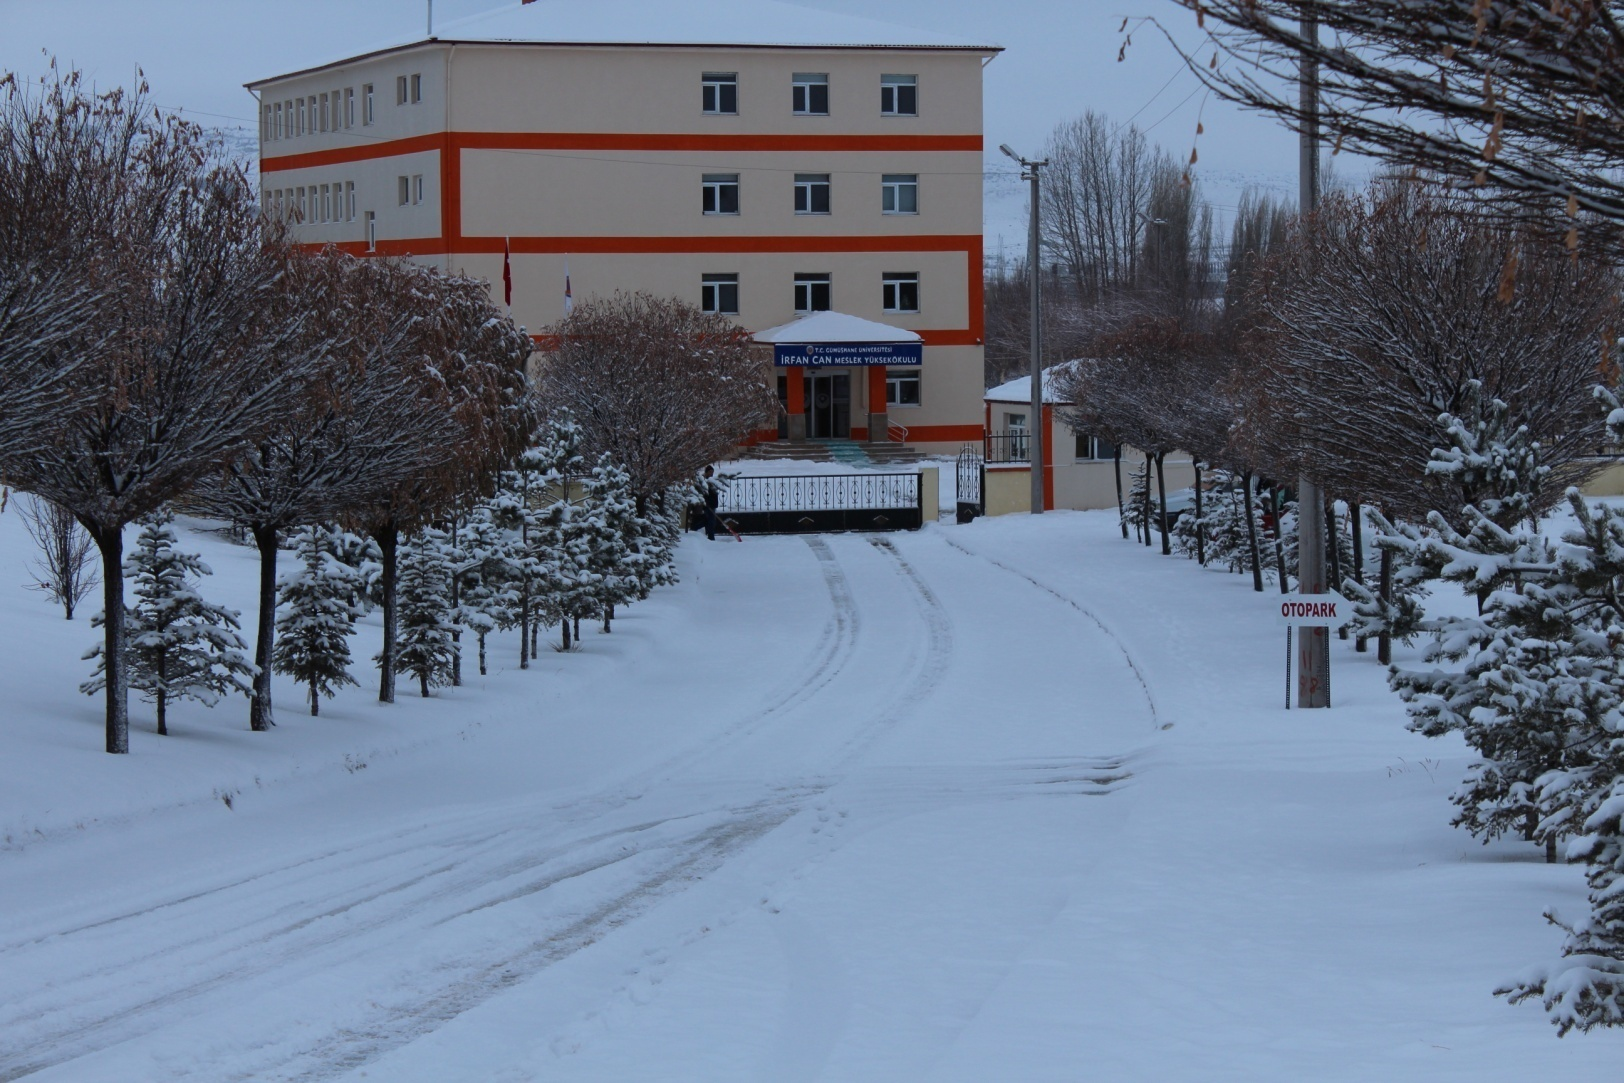 T.C. GÜMÜŞHANE ÜNİVERSİTESİ
İRFAN CAN MESLEK YÜKSEKOKULU
OTOPARK